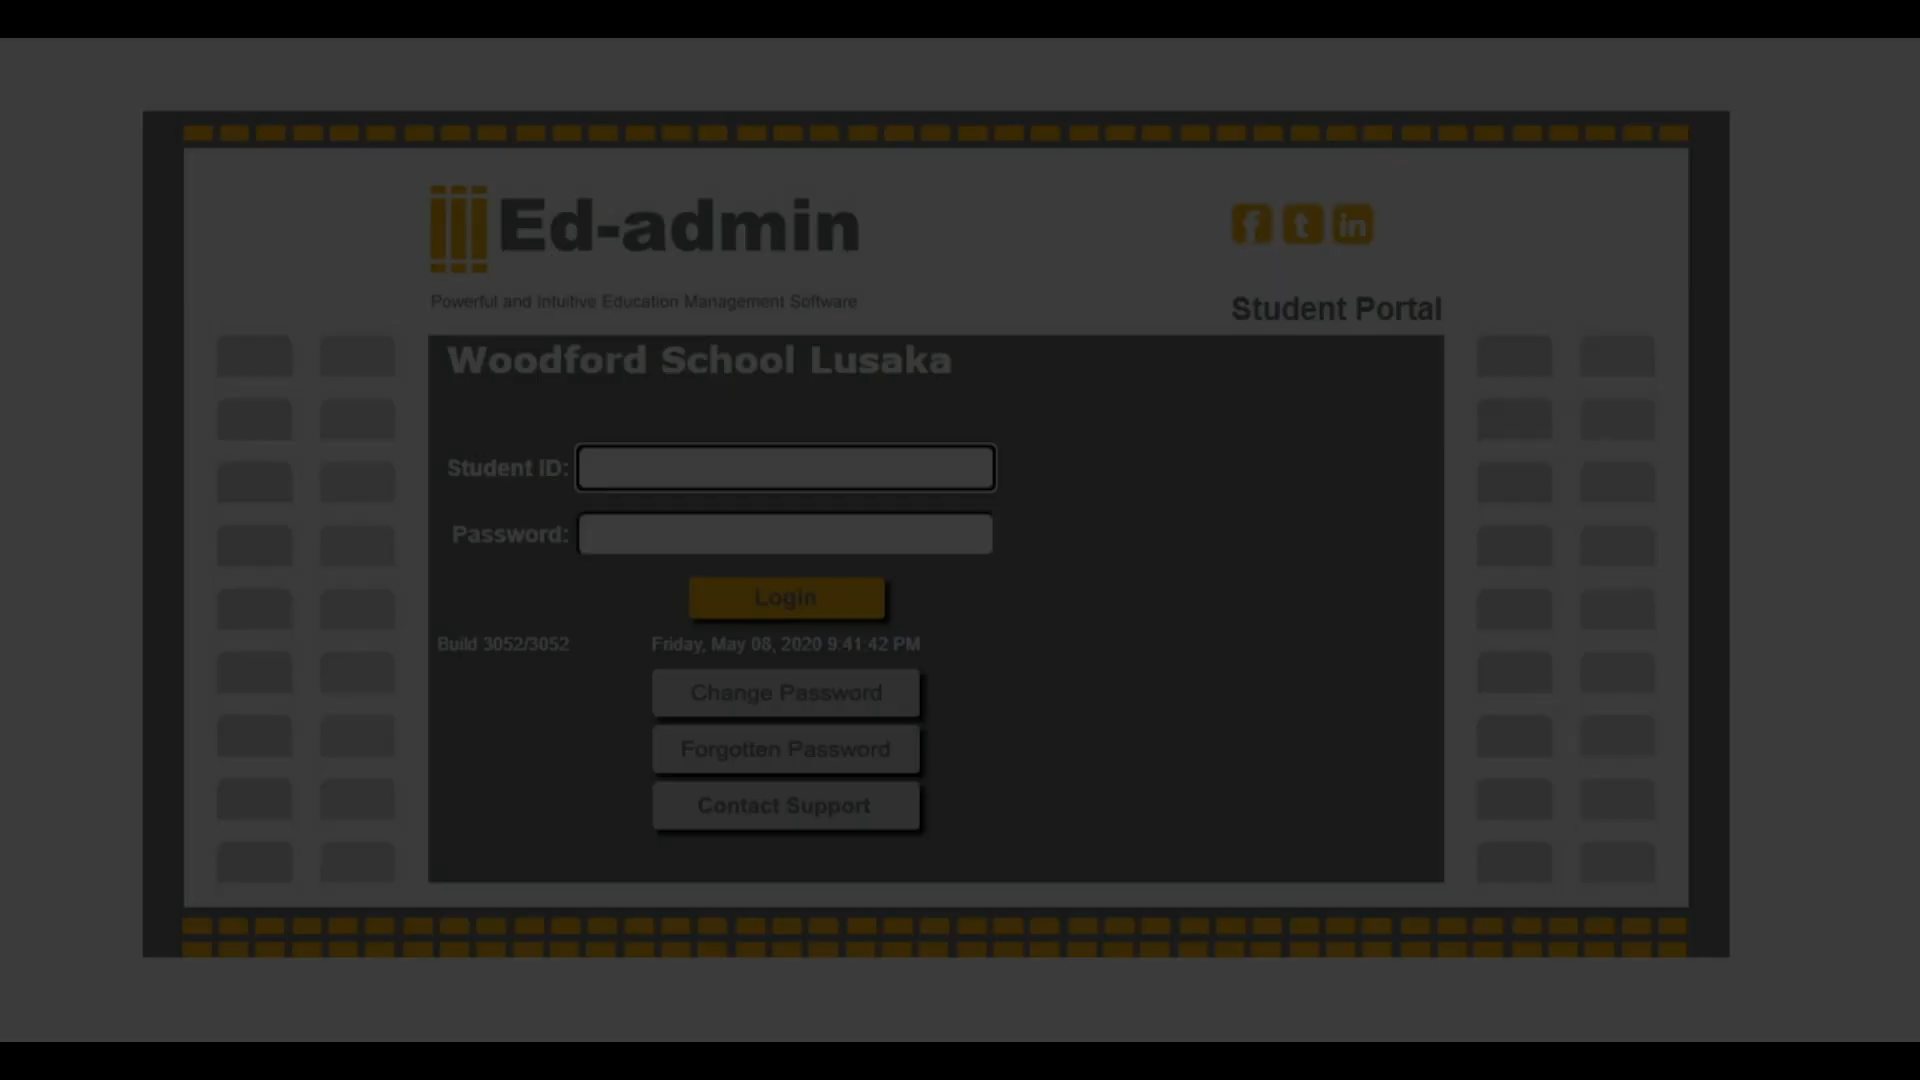 Ed-admin
Powerful and Intuitive Education Management Software
Student Portal
Woodford School Lusaka
Student ID:
Password:
Login
Build 3052/3052
Friday, May 08, 2020 9:41:42 PM
Change Password
Forgotten Password
Contact Support